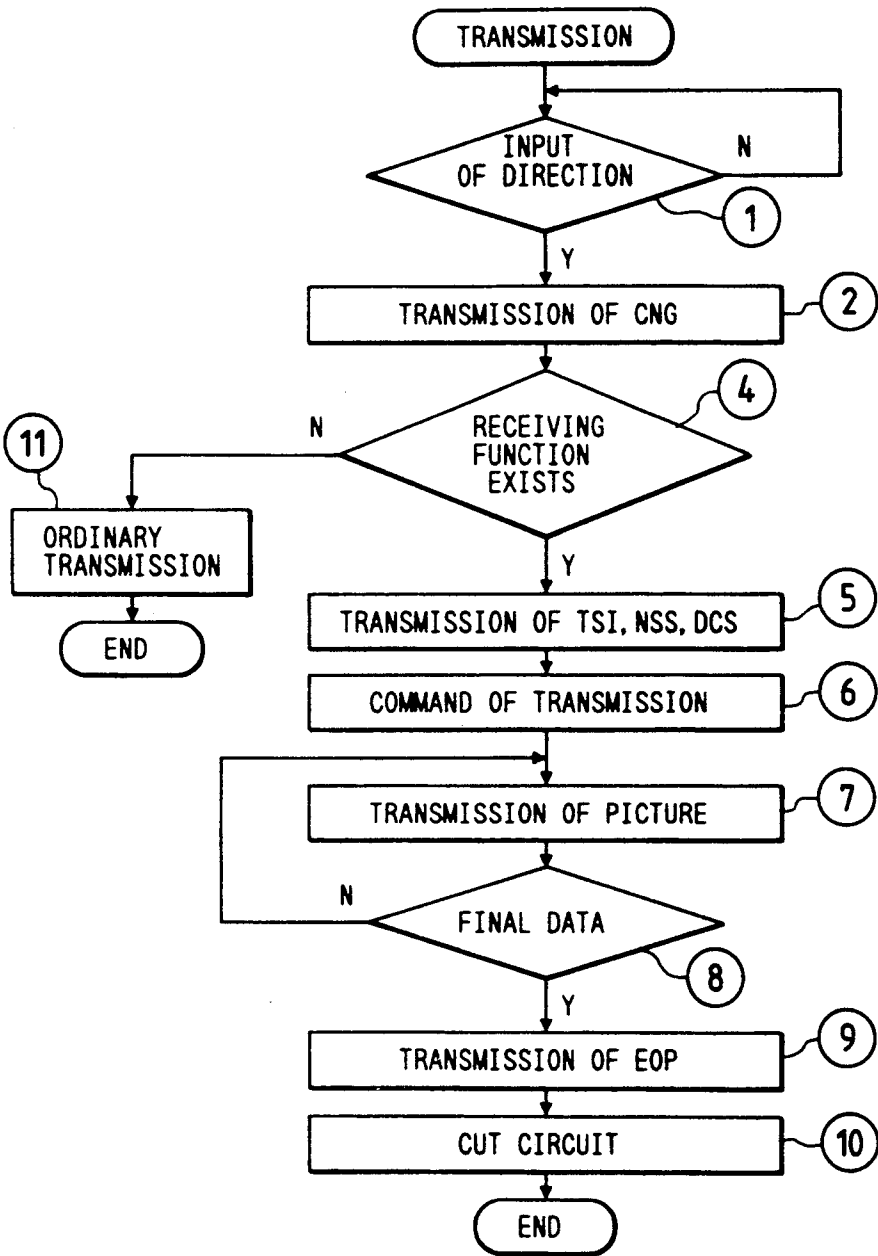 TRANSMISSION
INPUT
OF DIRECTION
N
1
Y
TRANSMISSION OF CNG
2
RECEIVING
FUNCTION
EXISTS
4
N
11
ORDINARY
TRANSMISSION
END
Y
TRANSMISSION OF TSI, NSS, DCS
5
COMMAND OF TRANSMISSION
6
TRANSMISSION OF PICTURE
7
FINAL DATA
N
8
Y
TRANSMISSION OF EOP
9
CUT CIRCUIT
10
END